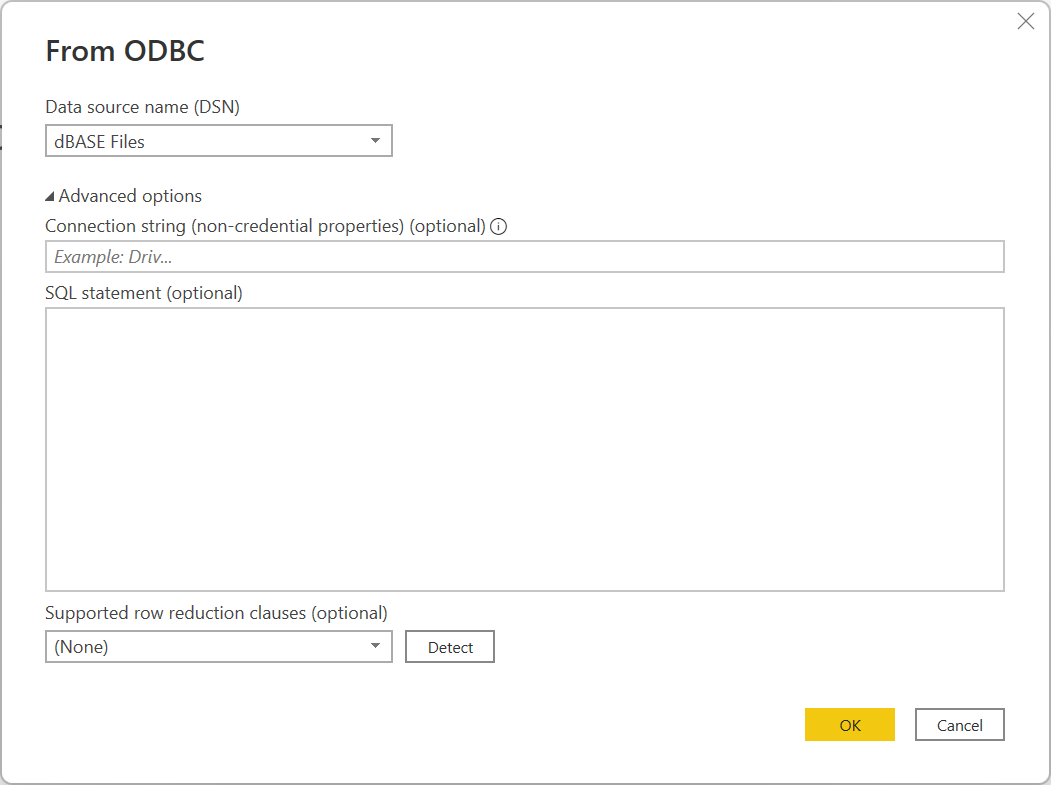 From ODBC
Data source name (DSN)
dBASE Files
Advanced options
Connection string (non-credential properties) (optional)
Example: Driv...
SQL statement (optional)
Supported row reduction clauses (optional)
(None)
Detect
OK
Cancel